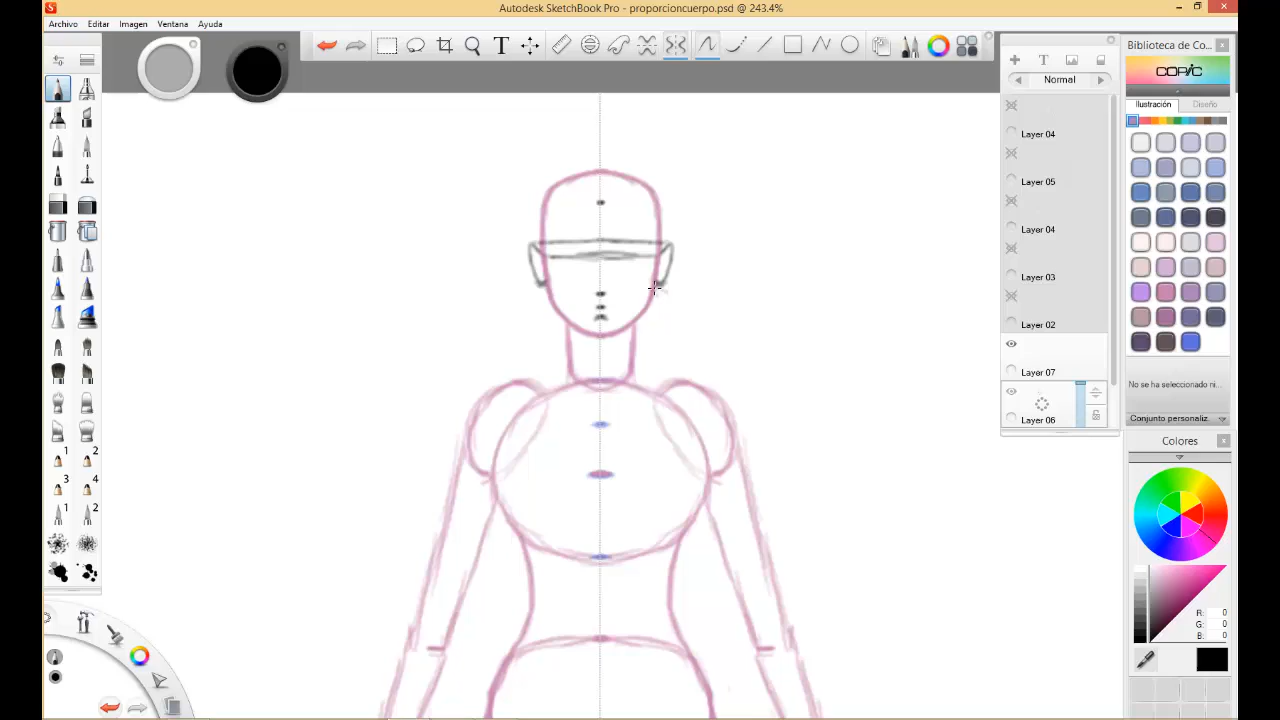 Autodesk SketchBook Pro - proporcioncuerpo.psd @ 243.4%
Archivo Editar Imagen Ventana Ayuda
T
T
Normal
Layer 04
Layer 05
Layer 04
Layer 03
Layer 02
Layer 07
Layer 06
1 2
3 4
1 2
Biblioteca de Co...
COPIC
Ilustración Diseño
No se ha seleccionado ni...
Conjunto personaliz.
Colores
R: 0
G: 0
B: 0